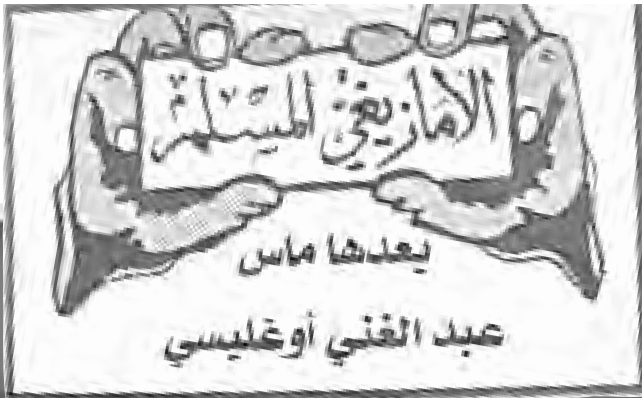 الأمازيغي المسلم
يعدها ماس
عبد الغني أوغليسي